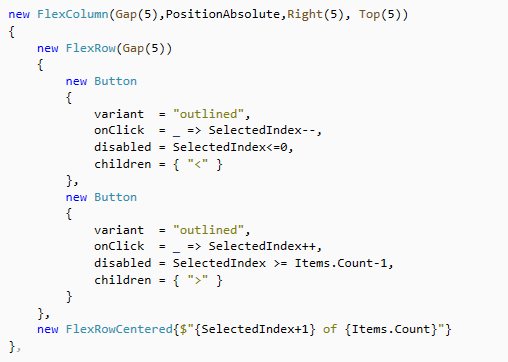 new FlexColumn(Gap(5),PositionAbsolute,Right(5), Top(5))
{
    new FlexRow(Gap(5))
    {
        new Button
        {
            variant  = "outlined",
            onClick  = _ => SelectedIndex--,
            disabled = SelectedIndex<=0,
            children = { "<" }
        },
        new Button
        {
            variant  = "outlined",
            onClick  = _ => SelectedIndex++,
            disabled = SelectedIndex >= Items.Count-1,
            children = { ">" }
        }
    },
    new FlexRowCentered{$"{SelectedIndex+1} of {Items.Count}"}
},